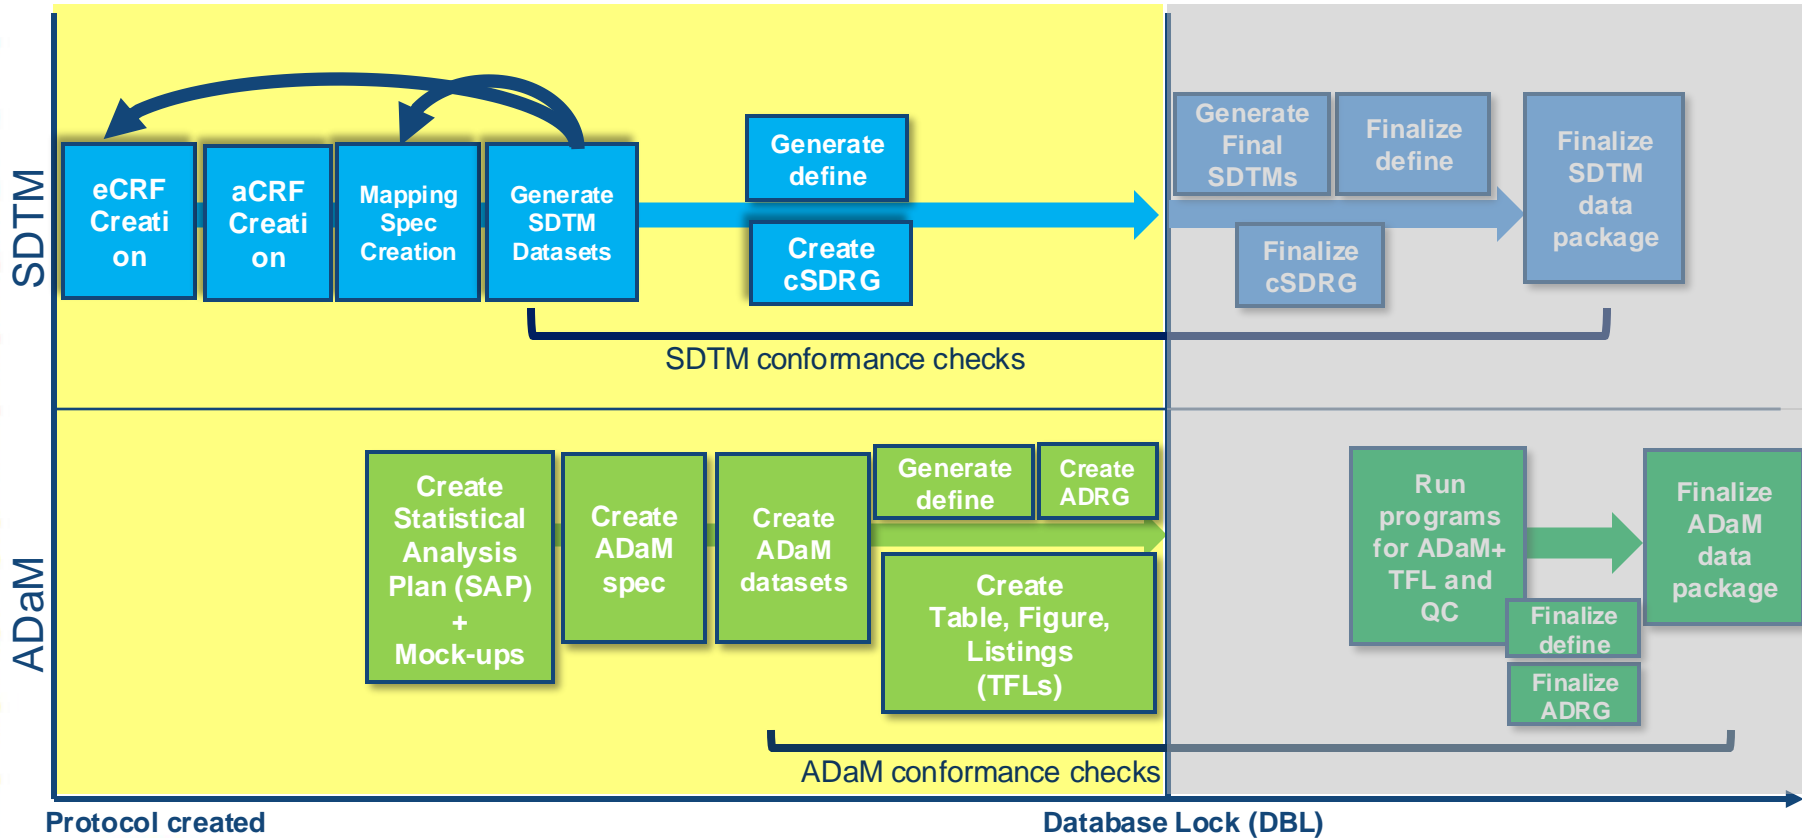 SDTM
eCRF
Creati
on
aCRF
Creati
on
Mapping
Spec
Creation
Generate
SDTM
Datasets
Generate
define
Create
cSDRG
Generate
Final
SDTMs
Finalize
define
Finalize
cSDRG
Finalize
SDTM
data
package
SDTM conformance checks
ADaM
Create
Statistical
Analysis
Plan (SAP)
+
Mock-ups
Create
ADaM
spec
Create
ADaM
datasets
Generate
define
Create
ADRG
Create
Table, Figure,
Listings
(TFLs)
Run
programs
for ADaM+
TFL and
QC
Finalize
define
Finalize
ADRG
Finalize
ADaM
data
package
ADaM conformance checks
Protocol created
Database Lock (DBL)